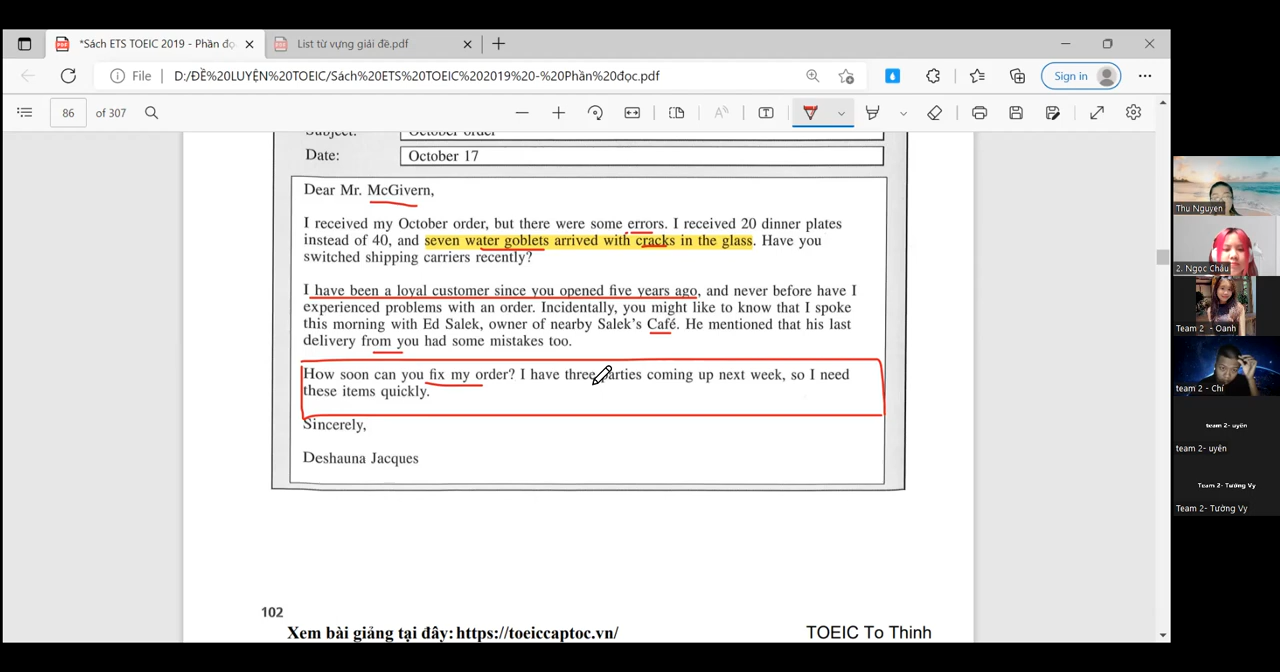 *Sách ETS TOEIC 2019 - Phần đọ
List từ vựng giải đề.pdf
File
D:/ĐỀ%20LUYỆN%20TOEIC/Sách%20ETS%20TOEIC%202019%20-%20Phần%20đọc.pdf
Sign in
86 of 307
Subject: October order
Date: October 17
Dear Mr. McGivern,
I received my October order, but there were some errors. I received 20 dinner plates
instead of 40, and seven water goblets arrived with cracks in the glass. Have you
switched shipping carriers recently?
I have been a loyal customer since you opened five years ago, and never before have I
experienced problems with an order. Incidentally, you might like to know that I spoke
this morning with Ed Salek, owner of nearby Salek's Café. He mentioned that his last
delivery from you had some mistakes too.
How soon can you fix my order? I have three parties coming up next week, so I need
these items quickly.
Sincerely,
Deshauna Jacques
102
Xem bài giảng tại đây: https://toeiccaptoc.vn/
TOEIC To Thinh
Thu Nguyen
2. Ngọc Châu
Team 2 - Oanh
team 2 - Chí
team 2- uyên
team 2- uyên
Team 2- Tường Vy
Team 2- Tường Vy